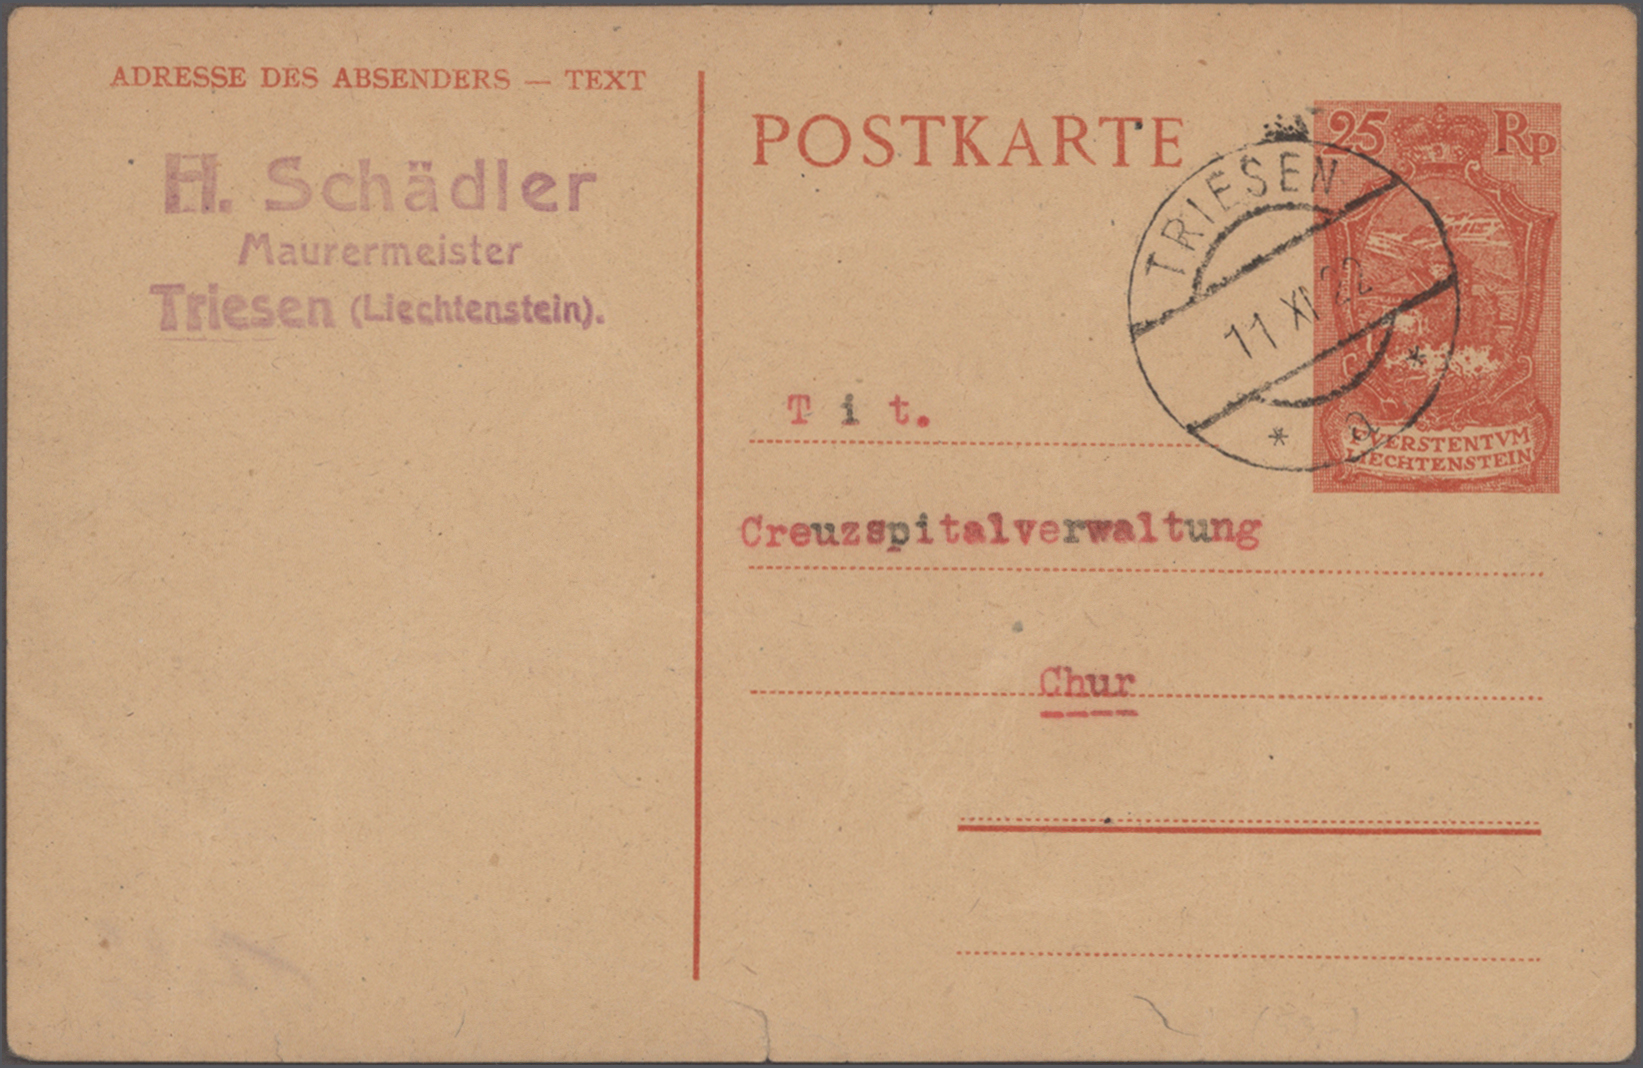 ADRESSE DES ABSENDERS — TEXT
H. Schädler
Maurermeister
Triesen (Liechtenstein).
POSTKARTE
25 Rp
TRIESEN
11 XI 22
* a *
FVERSTENTVM
LIECHTENSTEIN
Tit.
Creuzspitalverwaltung
Chur